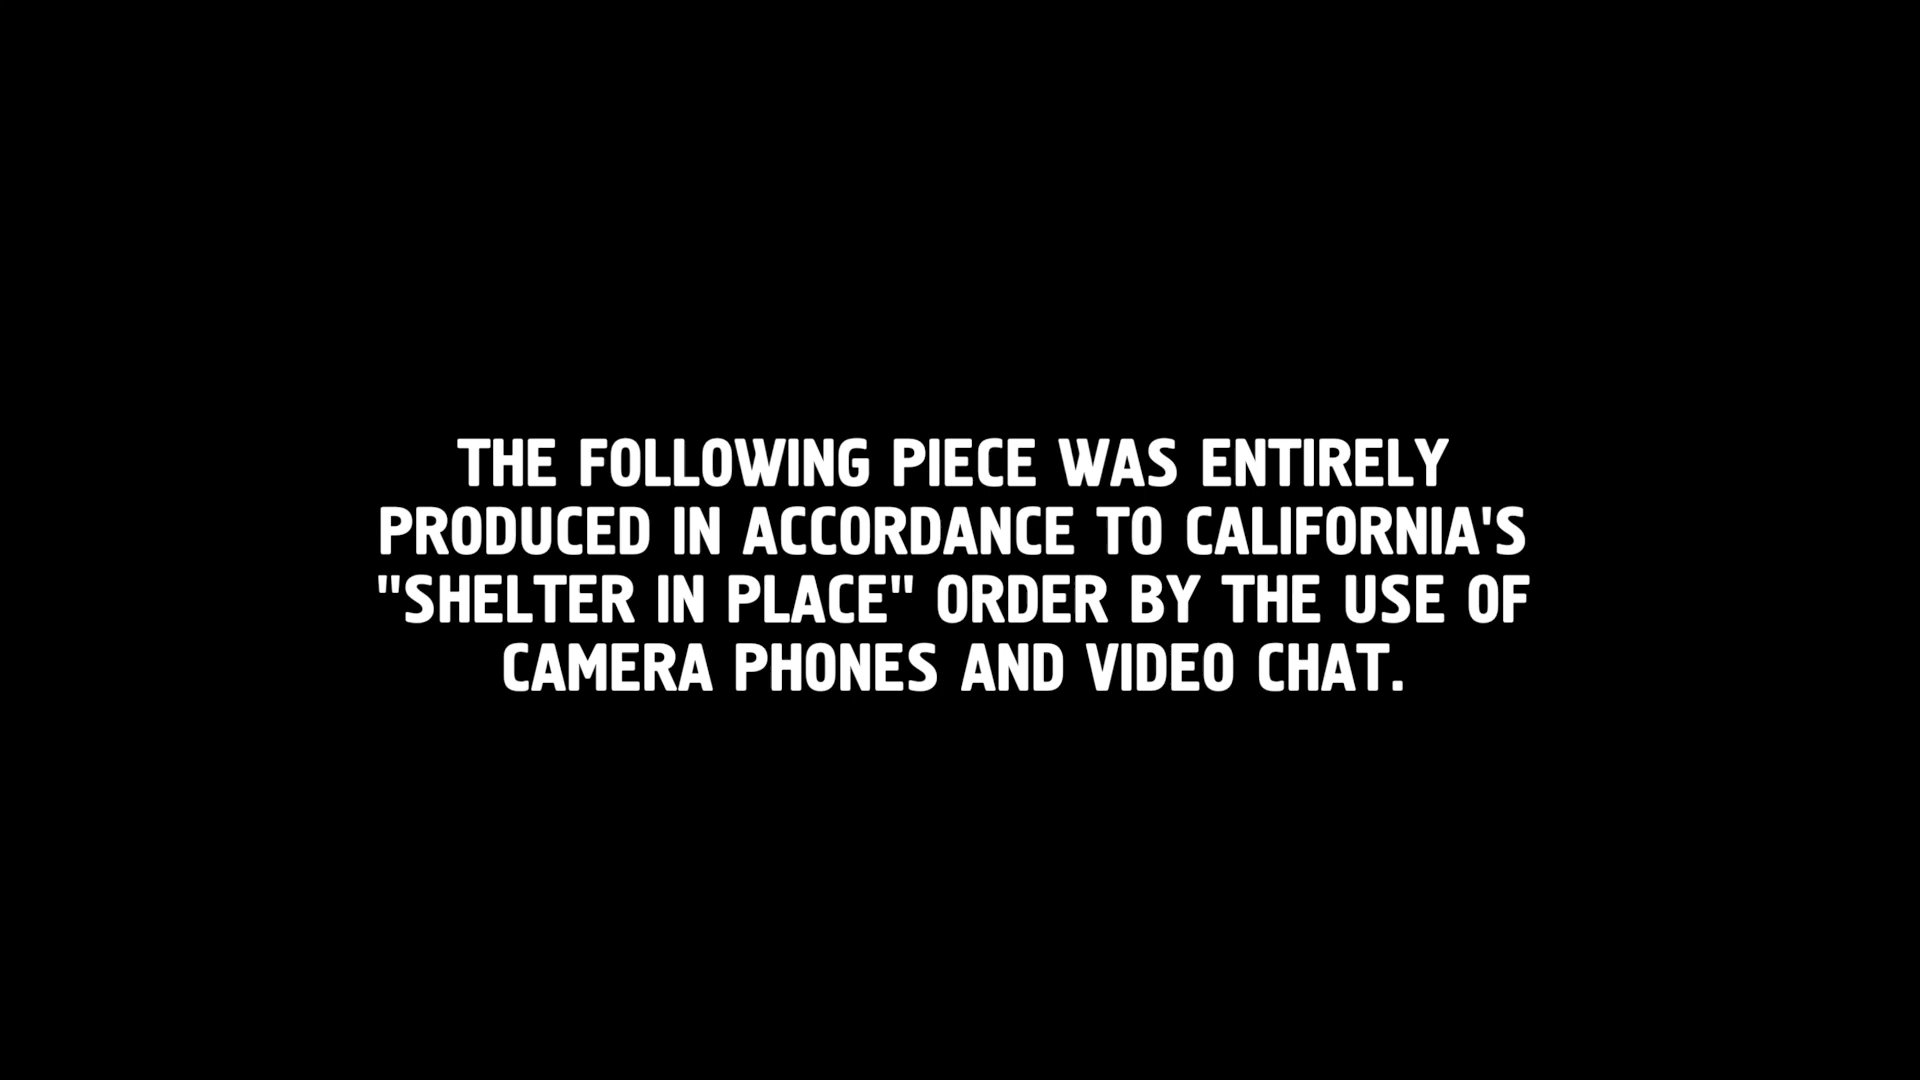 THE FOLLOWING PIECE WAS ENTIRELY
PRODUCED IN ACCORDANCE TO CALIFORNIA'S
"SHELTER IN PLACE" ORDER BY THE USE OF
CAMERA PHONES AND VIDEO CHAT.